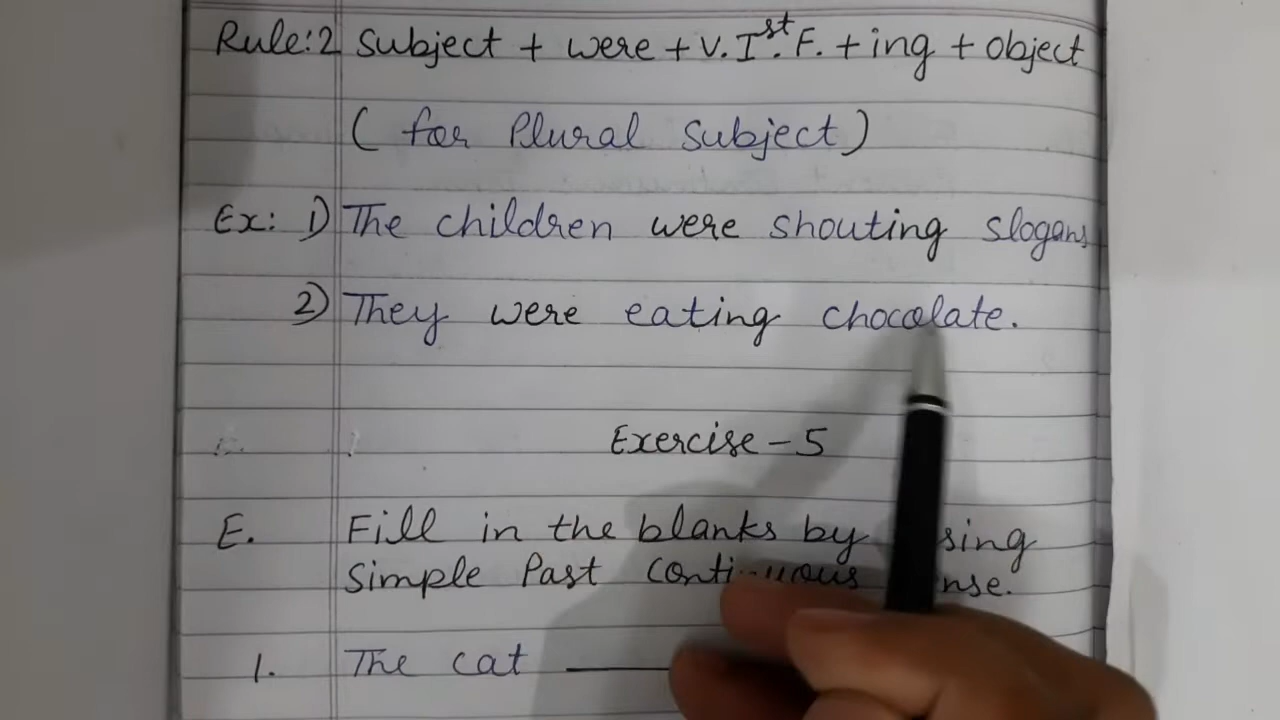 Rule:2 Subject + were + V.Ist.F. + ing + object
(for Plural Subject)
Ex: 1) The children were shouting slogans
2) They were eating chocolate.
Exercise - 5
E. Fill in the blanks by
Simple Past
1. The cat